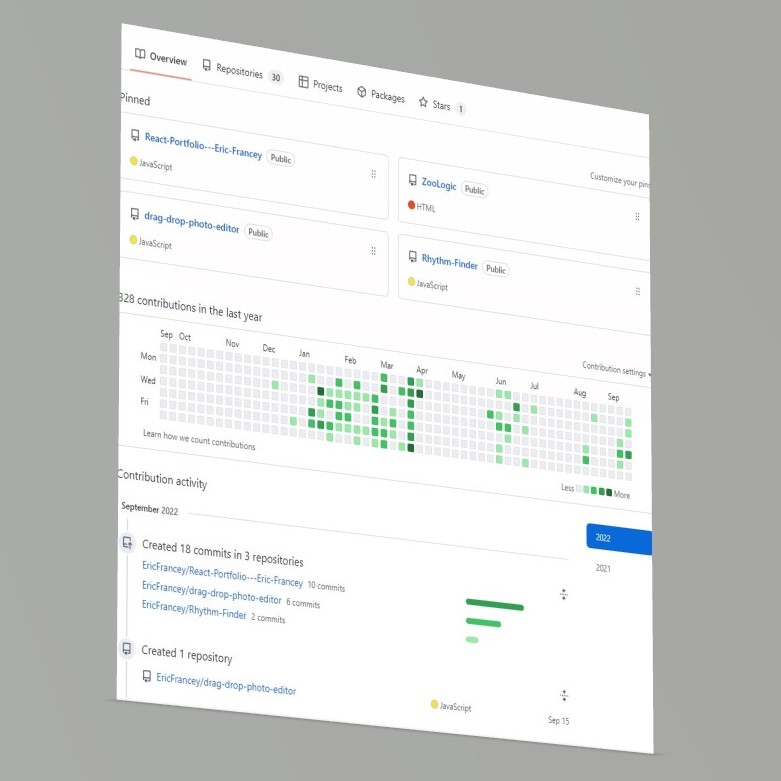 Overview Repositories 30 Projects Packages Stars 1
Pinned
Customize your pins
React-Portfolio---Eric-Francey Public
JavaScript
ZooLogic Public
HTML
drag-drop-photo-editor Public
JavaScript
Rhythm-Finder Public
JavaScript
328 contributions in the last year
Contribution settings
Sep Oct Nov Dec Jan Feb Mar Apr May Jun Jul Aug Sep
Mon
Wed
Fri
Learn how we count contributions
Less More
Contribution activity
2022
2021
September 2022
Created 18 commits in 3 repositories
EricFrancey/React-Portfolio---Eric-Francey 10 commits
EricFrancey/drag-drop-photo-editor 6 commits
EricFrancey/Rhythm-Finder 2 commits
Created 1 repository
EricFrancey/drag-drop-photo-editor
JavaScript
Sep 15